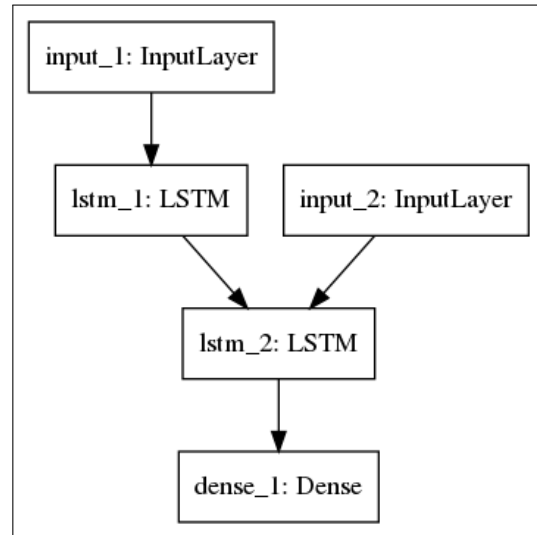 input_1: InputLayer
lstm_1: LSTM
input_2: InputLayer
lstm_2: LSTM
dense_1: Dense